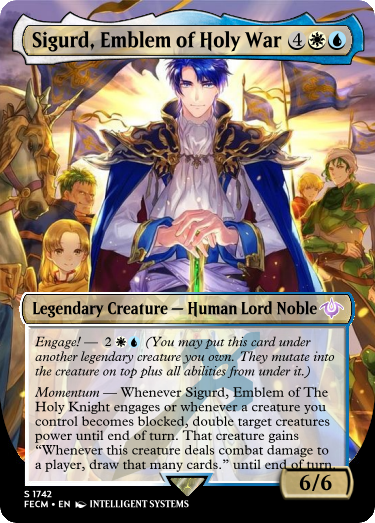 Sigurd, Emblem of Holy War 4
Legendary Creature — Human Lord Noble
Engage! — 2 (You may put this card under
another legendary creature you own. They mutate into
the creature on top plus all abilities from under it.)
Momentum — Whenever Sigurd, Emblem of The
Holy Knight engages or whenever a creature you
control becomes blocked, double target creatures
power until end of turn. That creature gains
“Whenever this creature deals combat damage to
a player, draw that many cards.” until end of turn.
6/6
S 1742
FECM • EN INTELLIGENT SYSTEMS